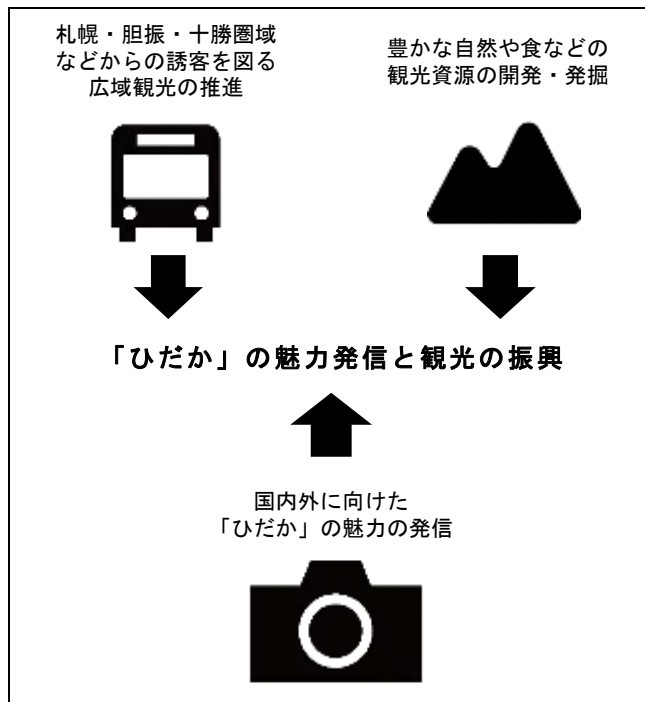 札幌・胆振・十勝圏域
などからの誘客を図る
広域観光の推進
豊かな自然や食などの
観光資源の開発・発掘
「ひだか」の魅力発信と観光の振興
国内外に向けた
「ひだか」の魅力の発信